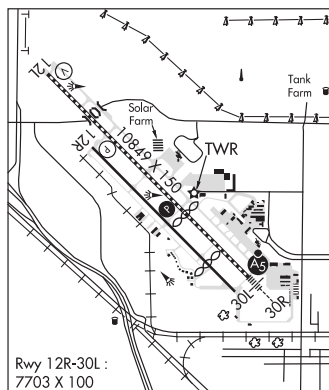 12L
V
Solar
Farm
Tank
Farm
12R
P
10849 X 150
TWR
P
A5
30L
30R
Rwy 12R-30L :
7703 X 100